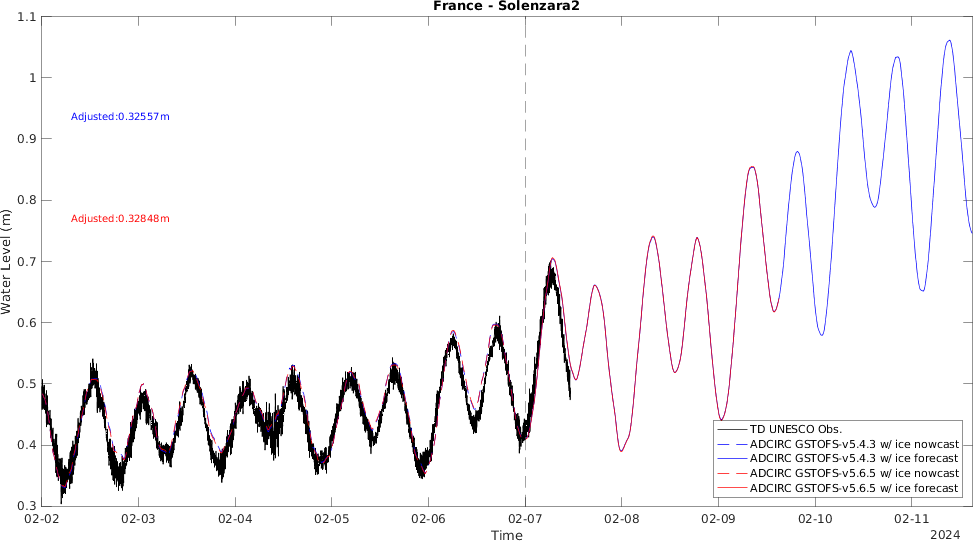 France - Solenzara2
1.1
1
0.9
0.8
0.7
0.6
0.5
0.4
0.3
Water Level (m)
Adjusted:0.32557m
Adjusted:0.32848m
TD UNESCO Obs.
ADCIRC GSTOFS-v5.4.3 w/ ice nowcast
ADCIRC GSTOFS-v5.4.3 w/ ice forecast
ADCIRC GSTOFS-v5.6.5 w/ ice nowcast
ADCIRC GSTOFS-v5.6.5 w/ ice forecast
02-02 02-03 02-04 02-05 02-06 02-07 02-08 02-09 02-10 02-11
Time
2024